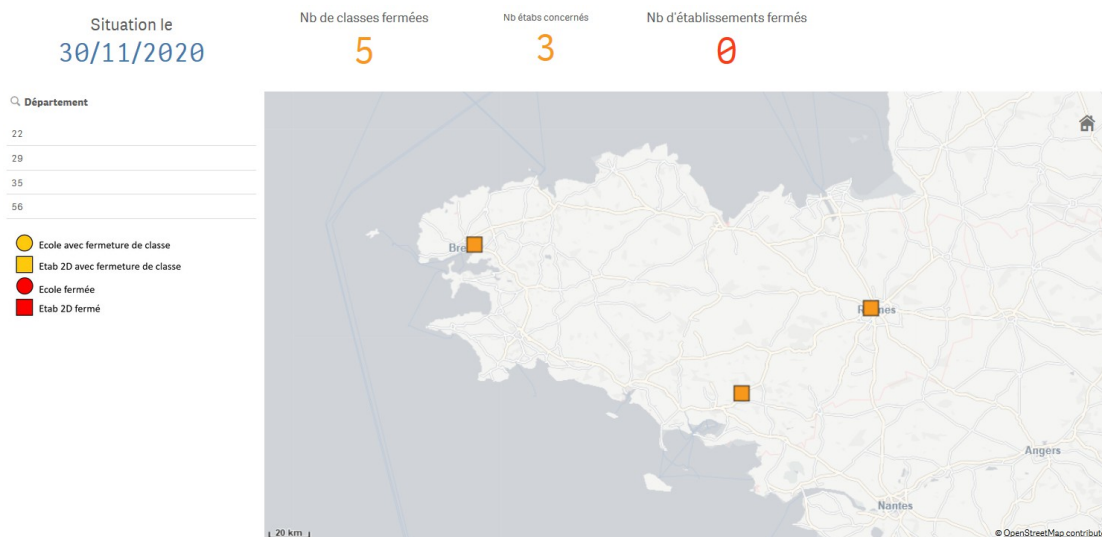 Situation le
30/11/2020
Nb de classes fermées
5
Nb étabs concernés
3
Nb d'établissements fermés
0
Département
22
29
35
56
Ecole avec fermeture de classe
Etab 2D avec fermeture de classe
Ecole fermée
Etab 2D fermé
Angers
Nantes
20 km
© OpenStreetMap contribute